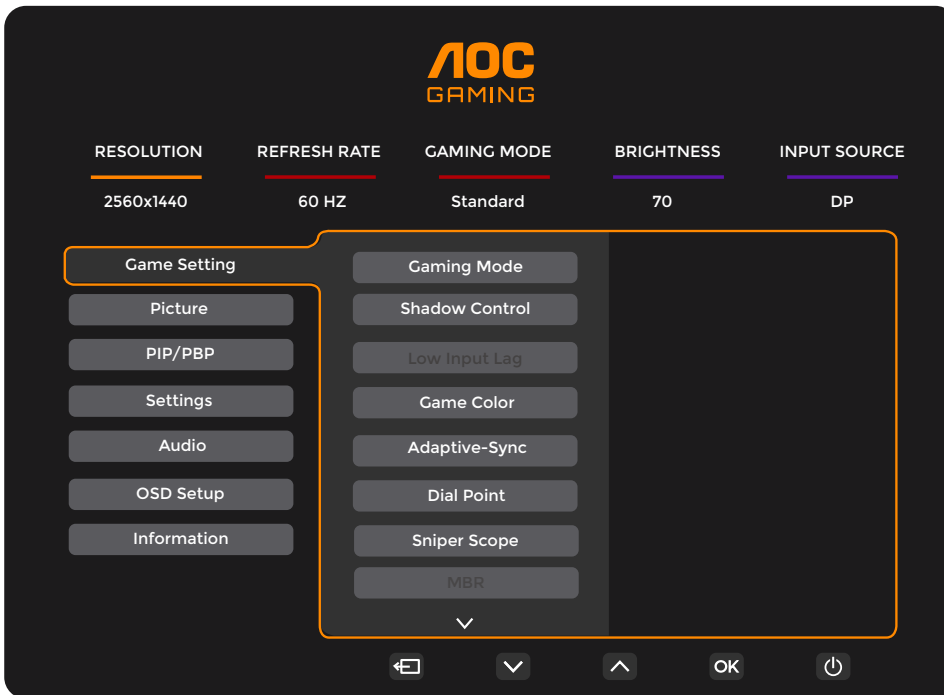 AOC
GAMING
RESOLUTION REFRESH RATE GAMING MODE BRIGHTNESS INPUT SOURCE
2560x1440 60 HZ Standard 70 DP
Game Setting
Picture
PIP/PBP
Settings
Audio
OSD Setup
Information
Gaming Mode
Shadow Control
Low Input Lag
Game Color
Adaptive-Sync
Dial Point
Sniper Scope
MBR
OK